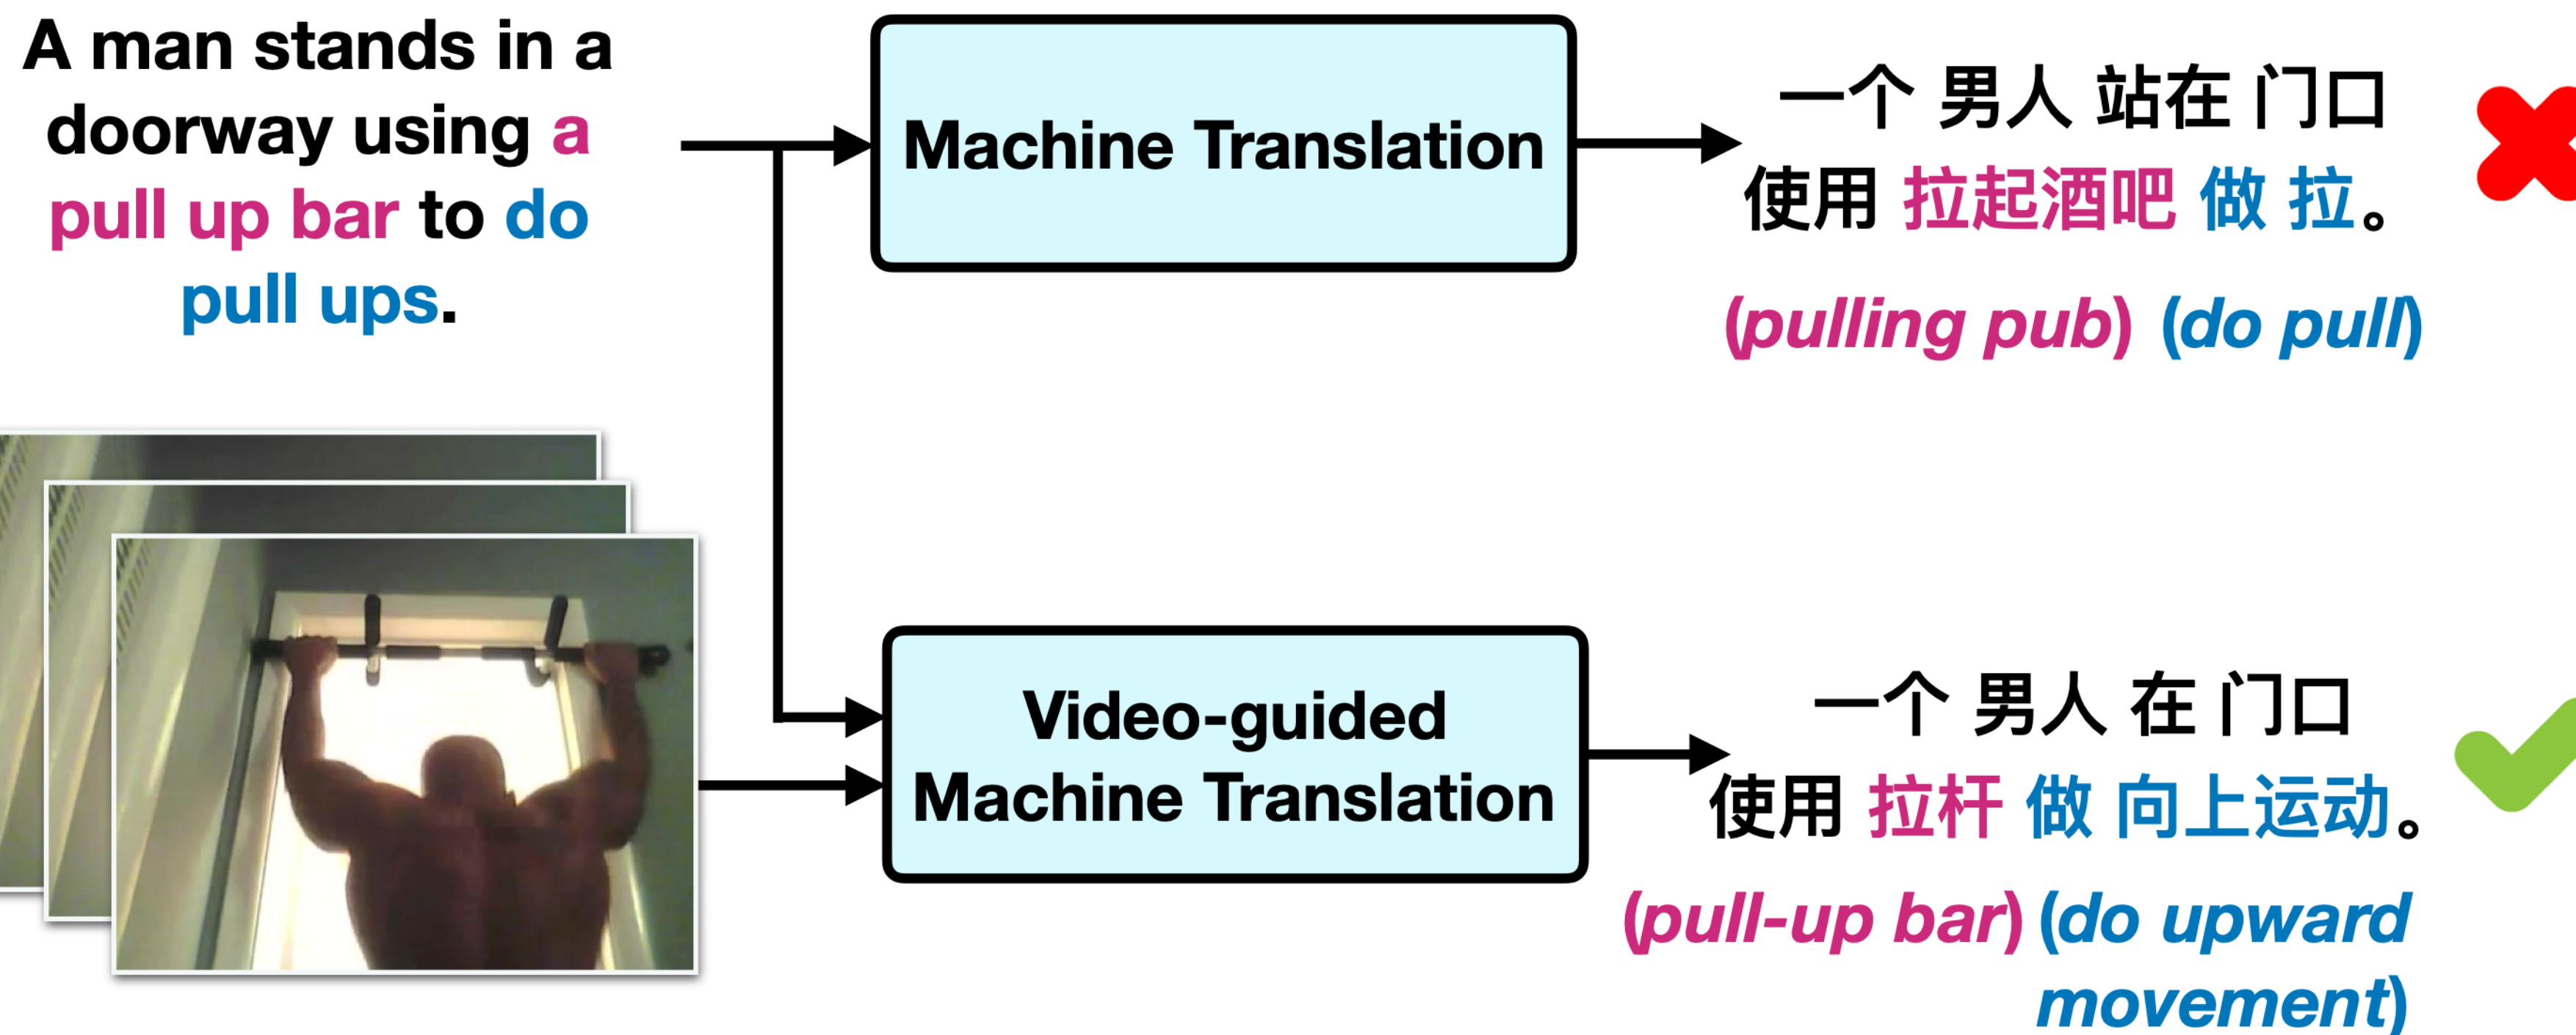 A man stands in a
doorway using a
pull up bar to do
pull ups.
Machine Translation
一个 男人 站在 门口
使用 拉起酒吧 做 拉。
(pulling pub) (do pull)
Video-guided
Machine Translation
一个 男人 在 门口
使用 拉杆 做 向上运动。
(pull-up bar) (do upward
movement)